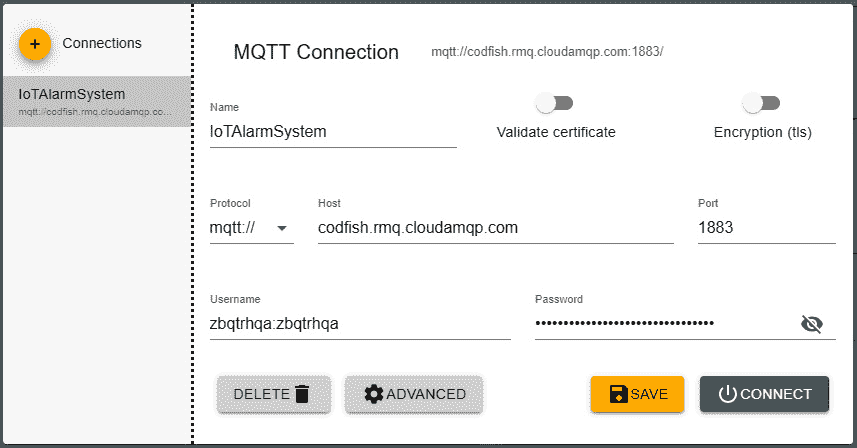 + Connections
IoTAlarmSystem
mqtt://codfish.rmq.cloudamqp.co...
MQTT Connection mqtt://codfish.rmq.cloudamqp.com:1883/
Name
IoTAlarmSystem
Validate certificate Encryption (tls)
Protocol Host Port
mqtt:// codfish.rmq.cloudamqp.com 1883
Username Password
zbqtrhqa:zbqtrhqa ••••••••••••••••••••••••••••••••
DELETE ADVANCED SAVE CONNECT